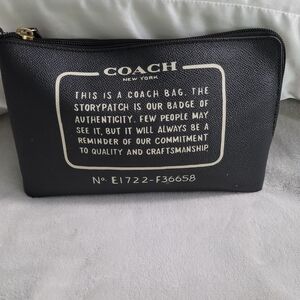 COACH
NEW YORK
THIS IS A COACH BAG. THE
STORYPATCH IS OUR BADGE OF
AUTHENTICITY. FEW PEOPLE MAY
SEE IT, BUT IT WILL ALWAYS BE A
REMINDER OF OUR COMMITMENT
TO QUALITY AND CRAFTSMANSHIP.
Nº. E1722-F36658